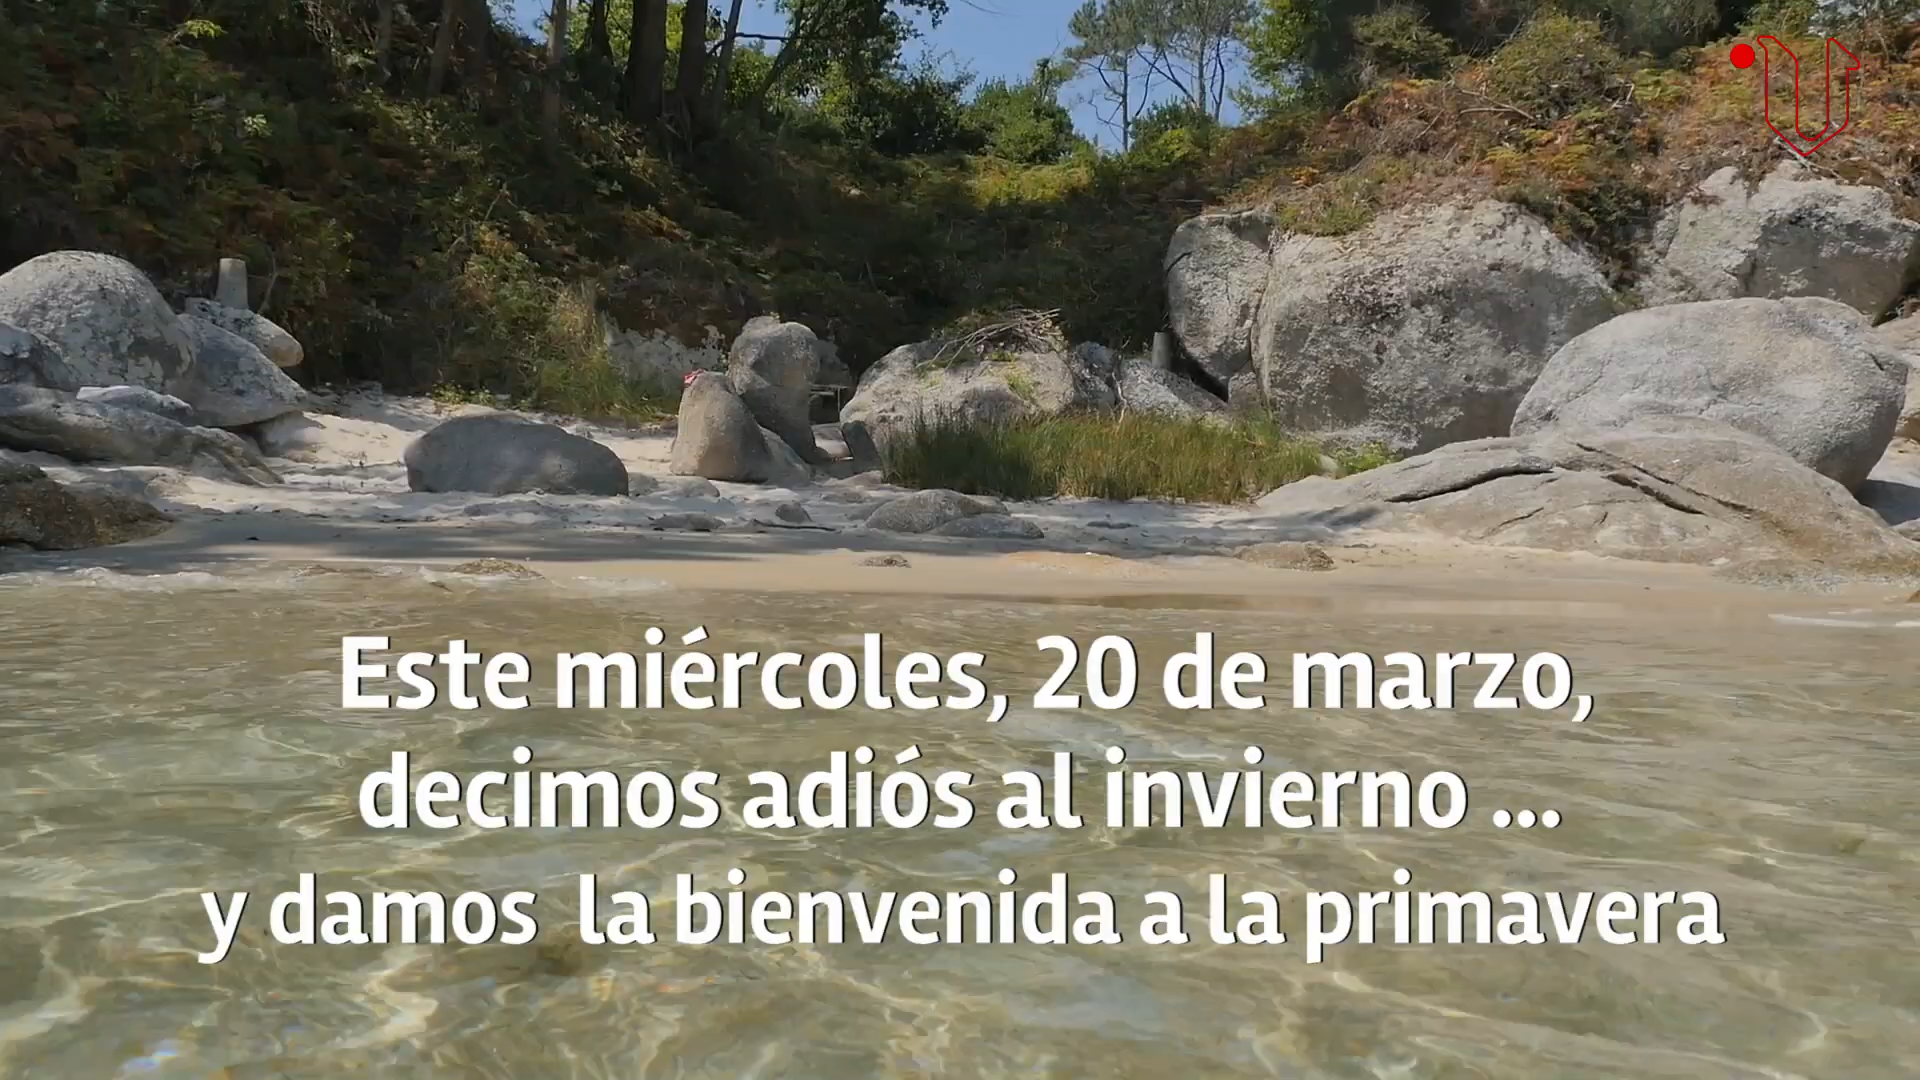 Este miércoles, 20 de marzo,
decimos adiós al invierno ...
y damos  la bienvenida a la primavera